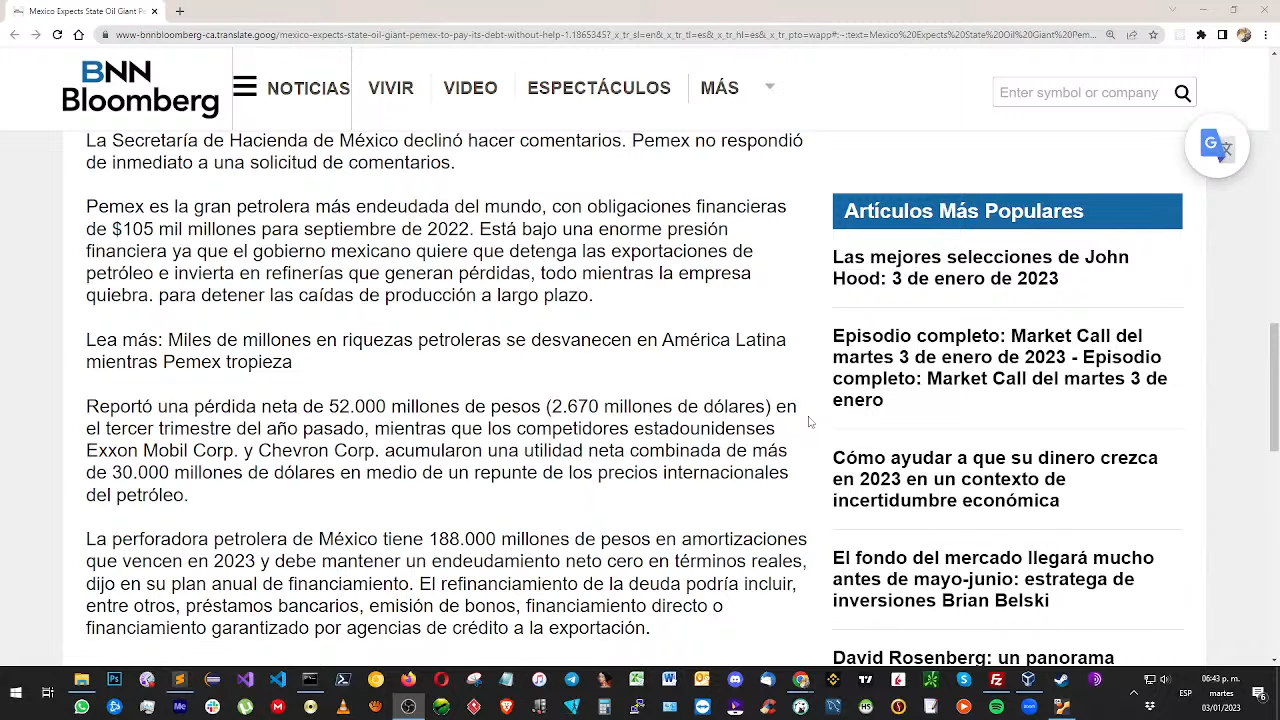 Mexico Expects State Oil Giant P
www-bnnbloomberg-ca.translate.goog/mexico-expects-state-oil-giant-pemex-to-pay-its-debt-without-help-1.1865345?_x_tr_sl=en&_x_tr_tl=es&_x_tr_hl=es&_x_tr_pto=wapp#:~:text=Mexico%20Expects%20State%20Oil%20Giant%20Pem...
BNN
Bloomberg
NOTICIAS
VIVIR
VIDEO
ESPECTÁCULOS
MÁS
Enter symbol or company
La Secretaría de Hacienda de México declinó hacer comentarios. Pemex no respondió
de inmediato a una solicitud de comentarios.
Pemex es la gran petrolera más endeudada del mundo, con obligaciones financieras
de $105 mil millones para septiembre de 2022. Está bajo una enorme presión
financiera ya que el gobierno mexicano quiere que detenga las exportaciones de
petróleo e invierta en refinerías que generan pérdidas, todo mientras la empresa
quiebra. para detener las caídas de producción a largo plazo.
Lea más: Miles de millones en riquezas petroleras se desvanecen en América Latina
mientras Pemex tropieza
Reportó una pérdida neta de 52.000 millones de pesos (2.670 millones de dólares) en
el tercer trimestre del año pasado, mientras que los competidores estadounidenses
Exxon Mobil Corp. y Chevron Corp. acumularon una utilidad neta combinada de más
de 30.000 millones de dólares en medio de un repunte de los precios internacionales
del petróleo.
La perforadora petrolera de México tiene 188.000 millones de pesos en amortizaciones
que vencen en 2023 y debe mantener un endeudamiento neto cero en términos reales,
dijo en su plan anual de financiamiento. El refinanciamiento de la deuda podría incluir,
entre otros, préstamos bancarios, emisión de bonos, financiamiento directo o
financiamiento garantizado por agencias de crédito a la exportación.
Artículos Más Populares
Las mejores selecciones de John
Hood: 3 de enero de 2023
Episodio completo: Market Call del
martes 3 de enero de 2023 - Episodio
completo: Market Call del martes 3 de
enero
Cómo ayudar a que su dinero crezca
en 2023 en un contexto de
incertidumbre económica
El fondo del mercado llegará mucho
antes de mayo-junio: estratega de
inversiones Brian Belski
David Rosenberg: un panorama
06:43 p. m.
ESP
martes
03/01/2023